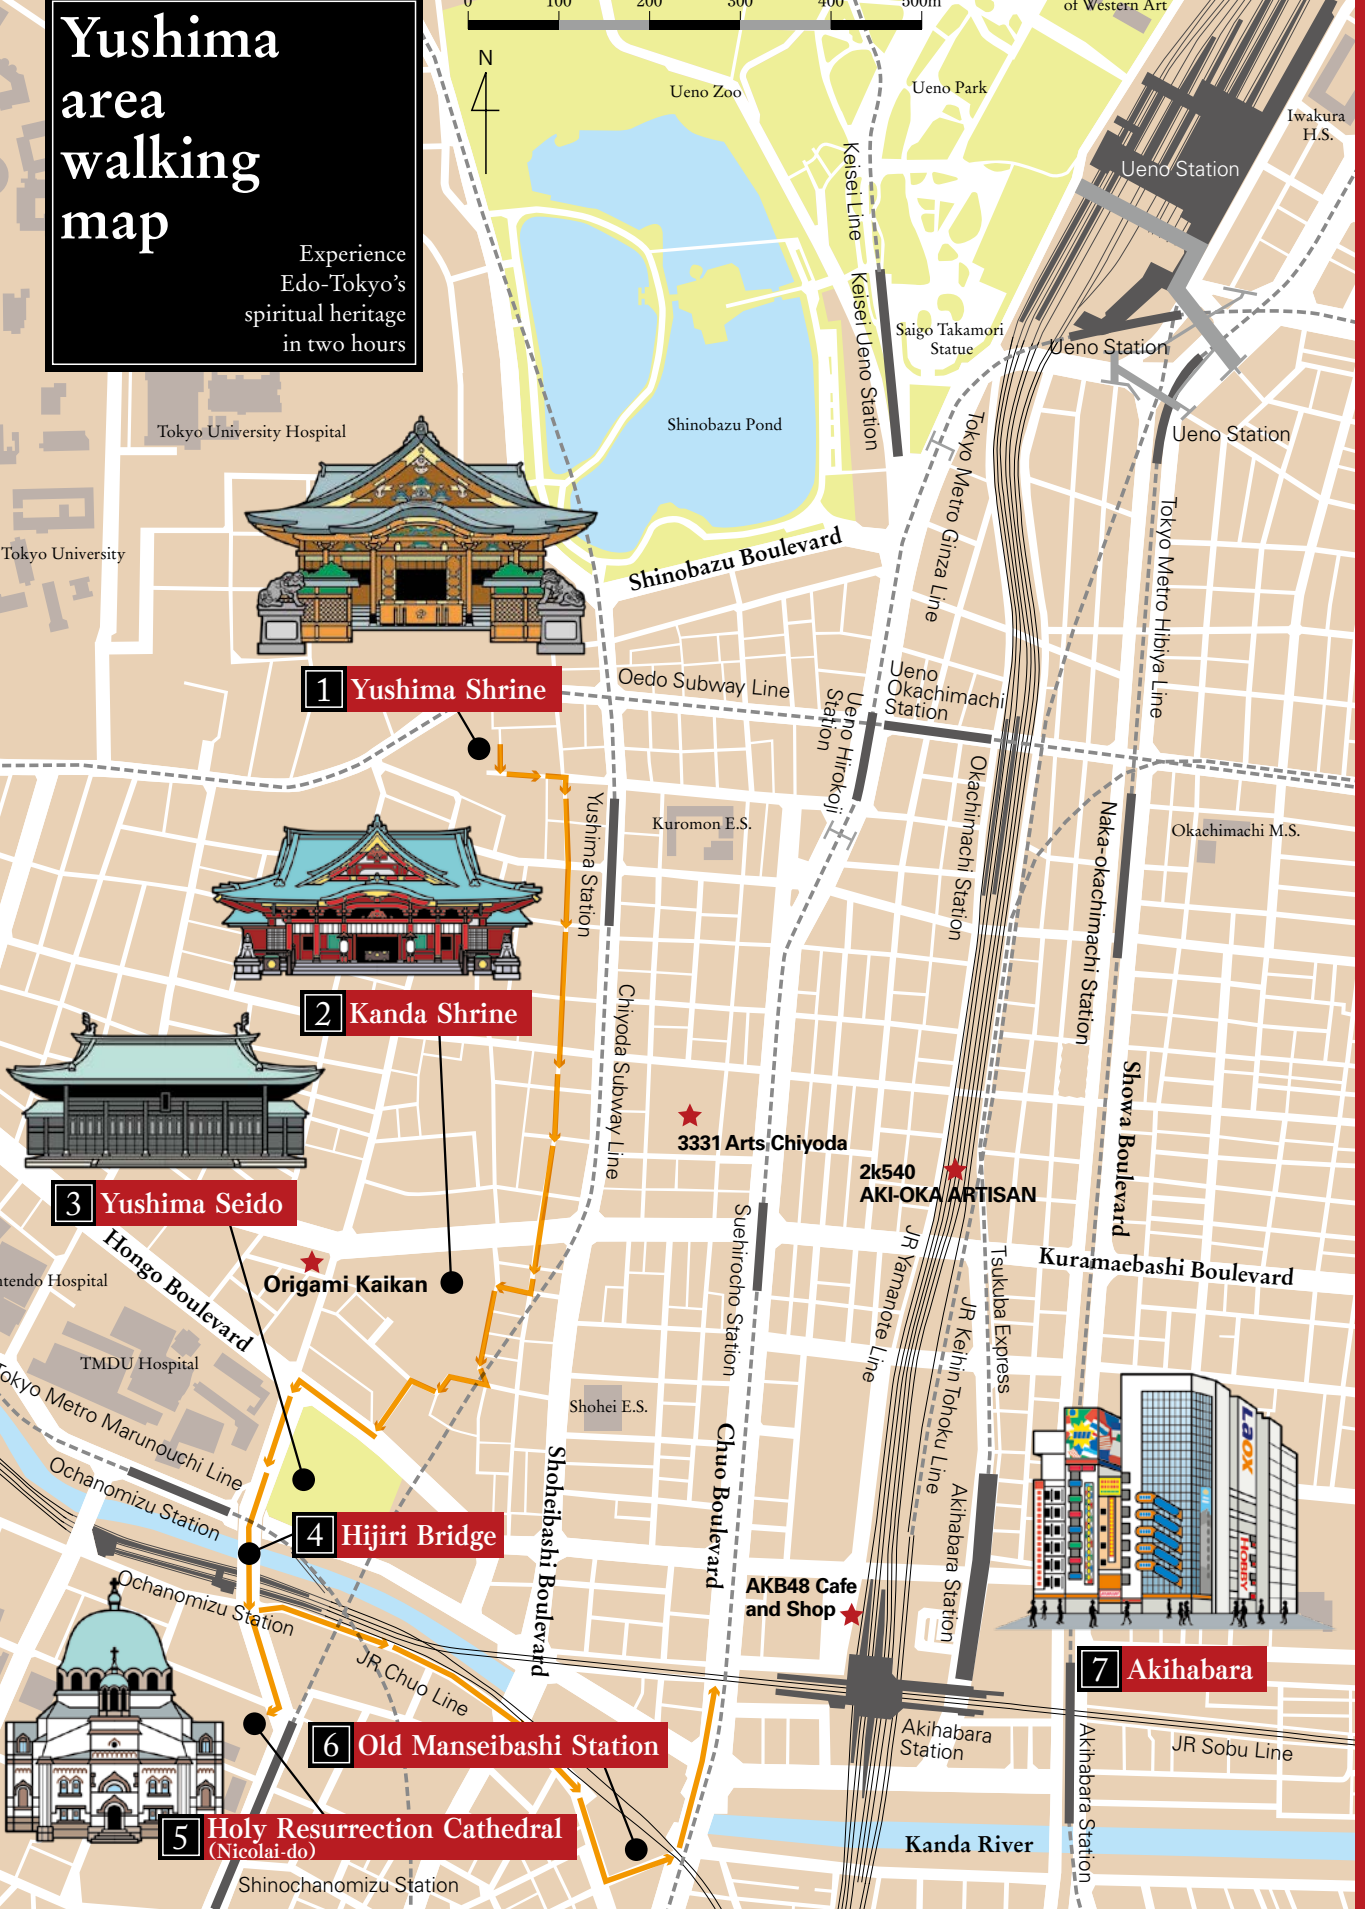 0 100 200 300 400 500m
of Western Art
Yushima
area
walking
map
Experience
Edo-Tokyo's
spiritual heritage
in two hours
N
Ueno Zoo
Ueno Park
Iwakura
H.S.
Ueno Station
Keisei Line
Keisei Ueno Station
Saigo Takamori
Statue
Ueno Station
Ueno Station
Shinobazu Pond
Tokyo University Hospital
Tokyo University
Shinobazu Boulevard
Tokyo Metro Ginza Line
Tokyo Metro Hibiya Line
1 Yushima Shrine
Oedo Subway Line
Ueno
Okachimachi
Station
Ueno Hirokoji
Station
Okachimachi Station
Yushima Station
Kuromon E.S.
Naka-okachimachi Station
Okachimachi M.S.
2 Kanda Shrine
Chiyoda Subway Line
3331 Arts Chiyoda
2k540
AKI-OKA ARTISAN
Showa Boulevard
3 Yushima Seido
Hongo Boulevard
Origami Kaikan
ntendo Hospital
Suehirocho Station
JR Yamanote Line
JR Keihin Tohoku Line
Tsukuba Express
Kuramaebashi Boulevard
TMDU Hospital
Tokyo Metro Marunouchi Line
Shohei E.S.
Shoheibashi Boulevard
Chuo Boulevard
LAOX
HOBBY
Ochanomizu Station
4 Hijiri Bridge
Akihabara Station
Ochanomizu Station
AKB48 Cafe
and Shop
JR Chuo Line
7 Akihabara
6 Old Manseibashi Station
Akihabara
Station
JR Sobu Line
Akihabara Station
5 Holy Resurrection Cathedral
(Nicolai-do)
Kanda River
Shinochanomizu Station